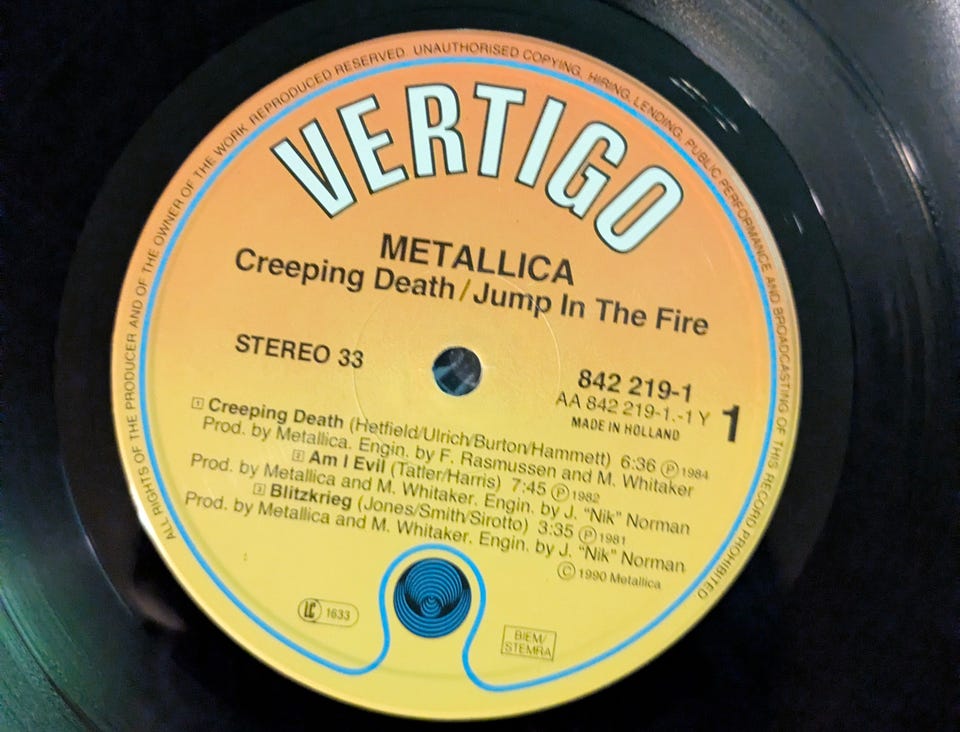 ALL RIGHTS OF THE PRODUCER AND OF THE OWNER OF THE WORK REPRODUCED RESERVED. UNAUTHORISED COPYING, HIRING, LENDING, PUBLIC PERFORMANCE AND BROADCASTING OF THIS RECORD PROHIBITED
VERTIGO
METALLICA
Creeping Death/Jump In The Fire
STEREO 33
842 219-1
AA 842 219-1.-1 Y
1
MADE IN HOLLAND
1 Creeping Death (Hetfield/Ulrich/Burton/Hammett) 6:36 Ⓟ 1984
Prod. by Metallica. Engin. by F. Rasmussen and M. Whitaker
2 Am I Evil (Tatler/Harris) 7:45 Ⓟ 1982
Prod. by Metallica and M. Whitaker. Engin. by J. "Nik" Norman
3 Blitzkrieg (Jones/Smith/Sirotto) 3:35 Ⓟ 1981
Prod. by Metallica and M. Whitaker. Engin. by J. "Nik" Norman
© 1990 Metallica
LC 1633
BIEM/
STEMRA